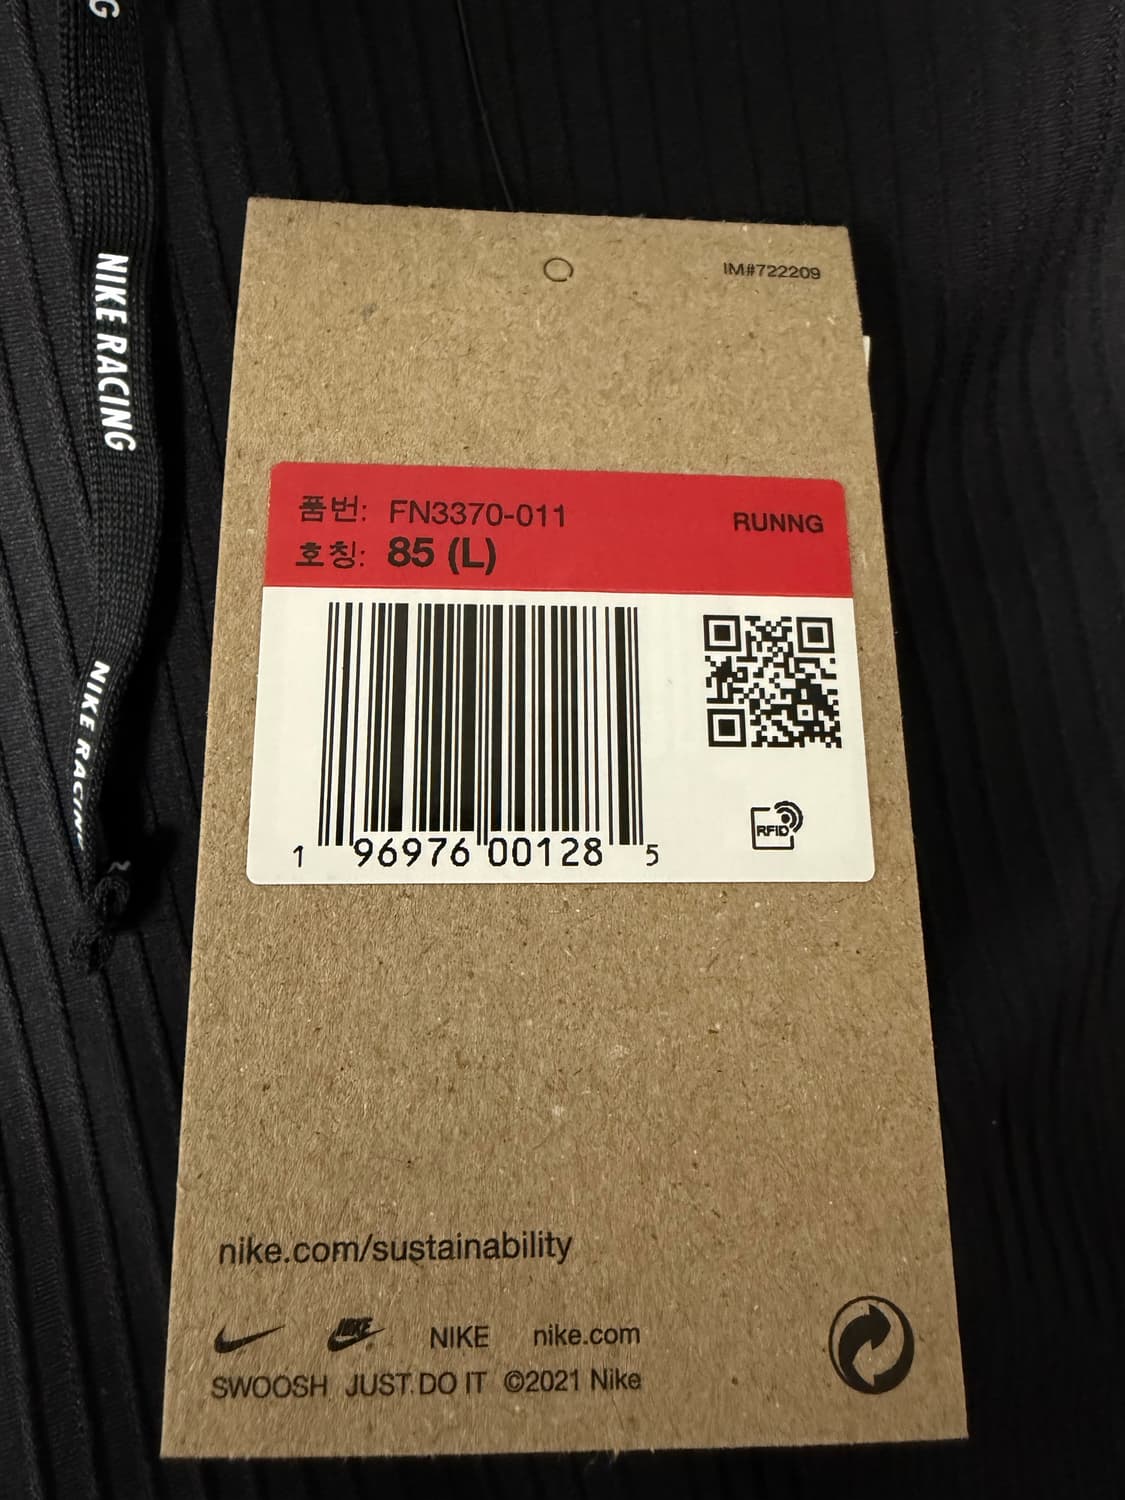 G
NIKE RACING
NIKE RACING
IM#722209
품번: FN3370-011
RUNNG
호칭: 85 (L)
RFID
1 96976 00128 5
nike.com/sustainability
NIKE NIKE nike.com
SWOOSH JUST DO IT ©2021 Nike